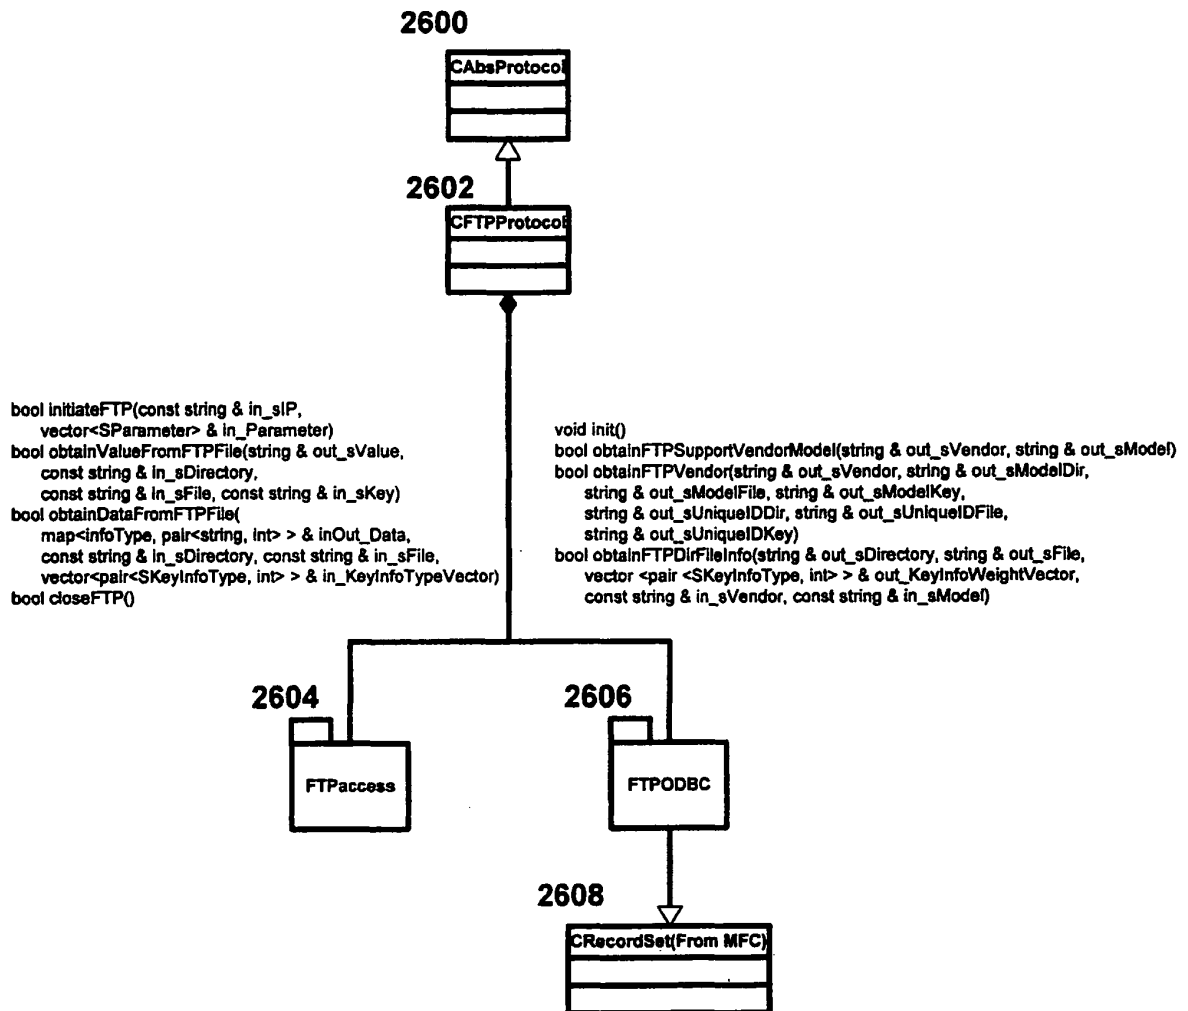 2600
CAbsProtocol
2602
CFTPProtocol
bool initiateFTP(const string & in_sIP,
vector<SParameter> & in_Parameter)
bool obtainValueFromFTPFile(string & out_sValue,
const string & in_sDirectory,
const string & in_sFile, const string & in_sKey)
bool obtainDataFromFTPFile(
map<infoType, pair<string, int> > & inOut_Data,
const string & in_sDirectory, const string & in_sFile,
vector<pair<SKeyInfoType, int> > & in_KeyInfoTypeVector)
bool closeFTP()
void init()
bool obtainFTPSupportVendorModel(string & out_sVendor, string & out_sModel)
bool obtainFTPVendor(string & out_sVendor, string & out_sModelDir,
string & out_sModelFile, string & out_sModelKey,
string & out_sUniqueIDDir, string & out_sUniqueIDFile,
string & out_sUniqueIDKey)
bool obtainFTPDirFileInfo(string & out_sDirectory, string & out_sFile,
vector <pair <SKeyInfoType, int> > & out_KeyInfoWeightVector,
const string & in_sVendor, const string & in_sModel)
2604
FTPaccess
2606
FTPODBC
2608
CRecordSet(From MFC)